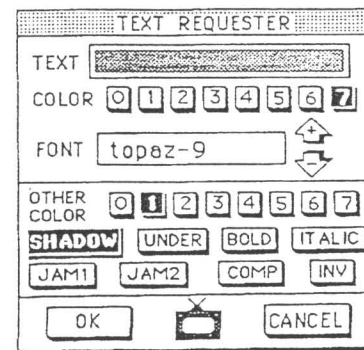 TEXT REQUESTER
TEXT
COLOR 0 1 2 3 4 5 6 7
FONT topaz-9 + −
OTHER COLOR 0 1 2 3 4 5 6 7
SHADOW UNDER BOLD ITALIC
JAM1 JAM2 COMP INV
OK CANCEL